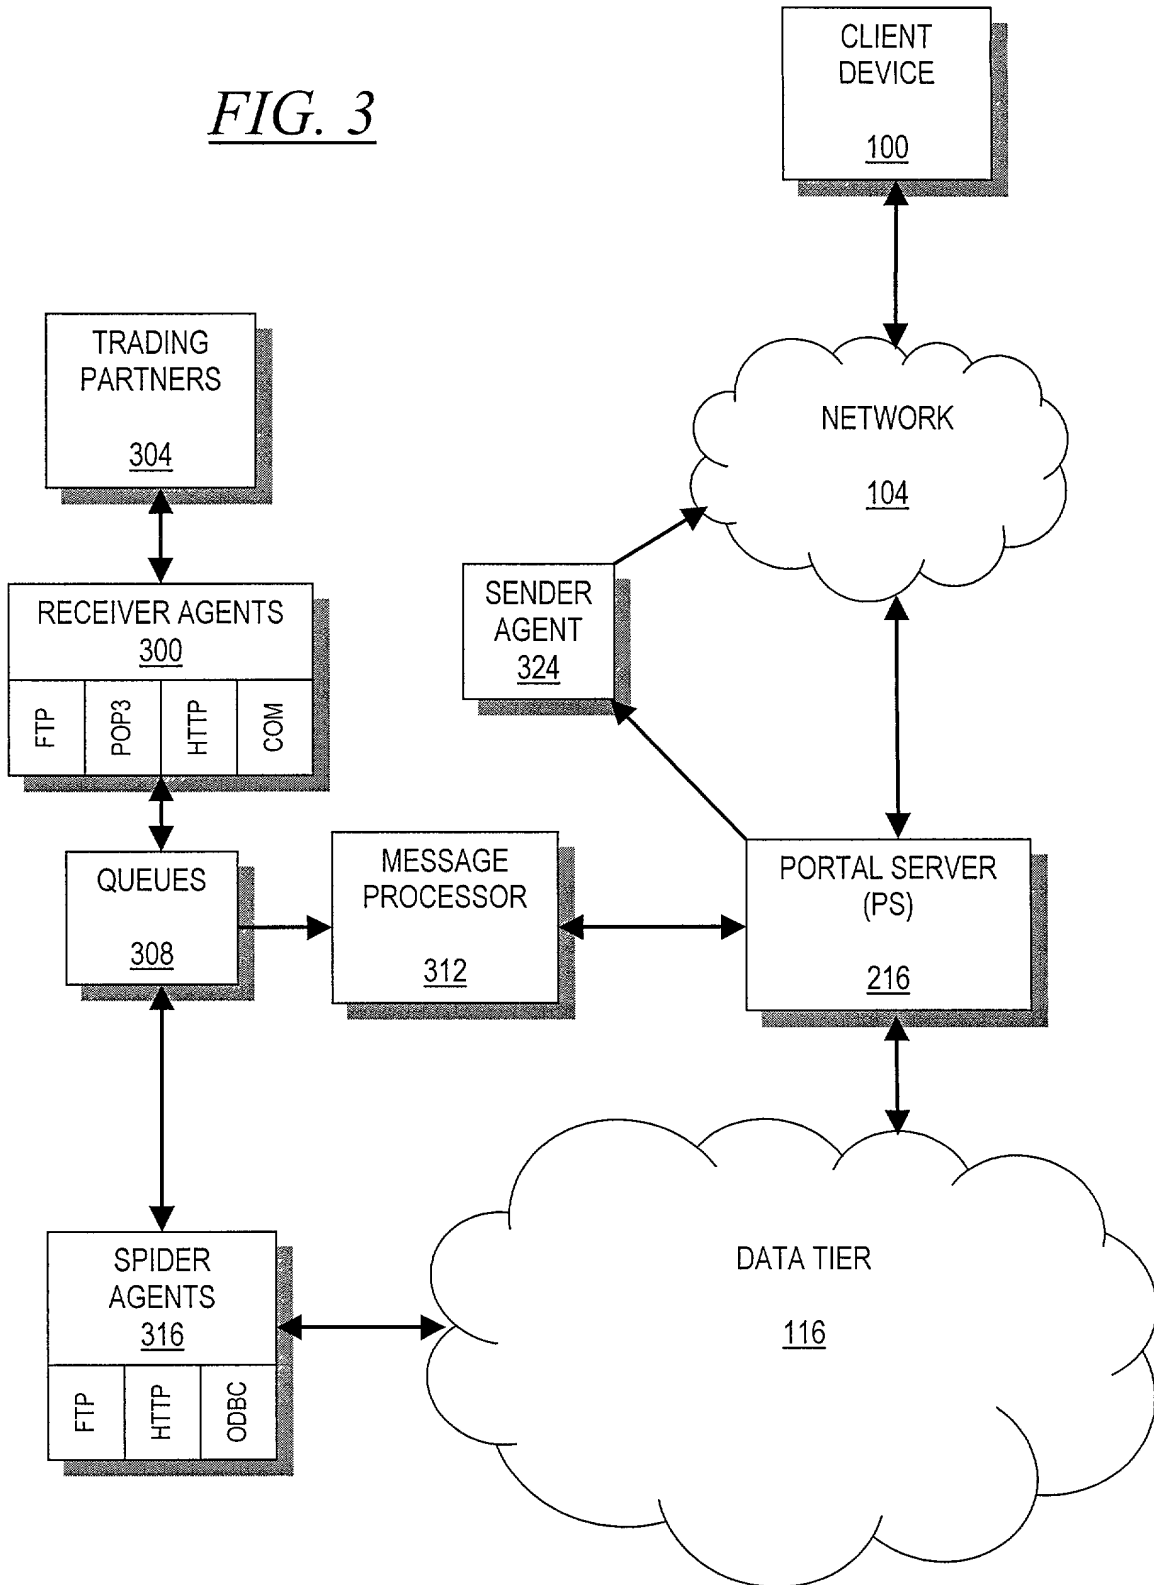 FIG. 3
CLIENT
DEVICE
100
TRADING
PARTNERS
304
NETWORK
104
RECEIVER AGENTS
300
FTP
POP3
HTTP
COM
SENDER
AGENT
324
QUEUES
308
MESSAGE
PROCESSOR
312
PORTAL SERVER
(PS)
216
SPIDER
AGENTS
316
FTP
HTTP
ODBC
DATA TIER
116